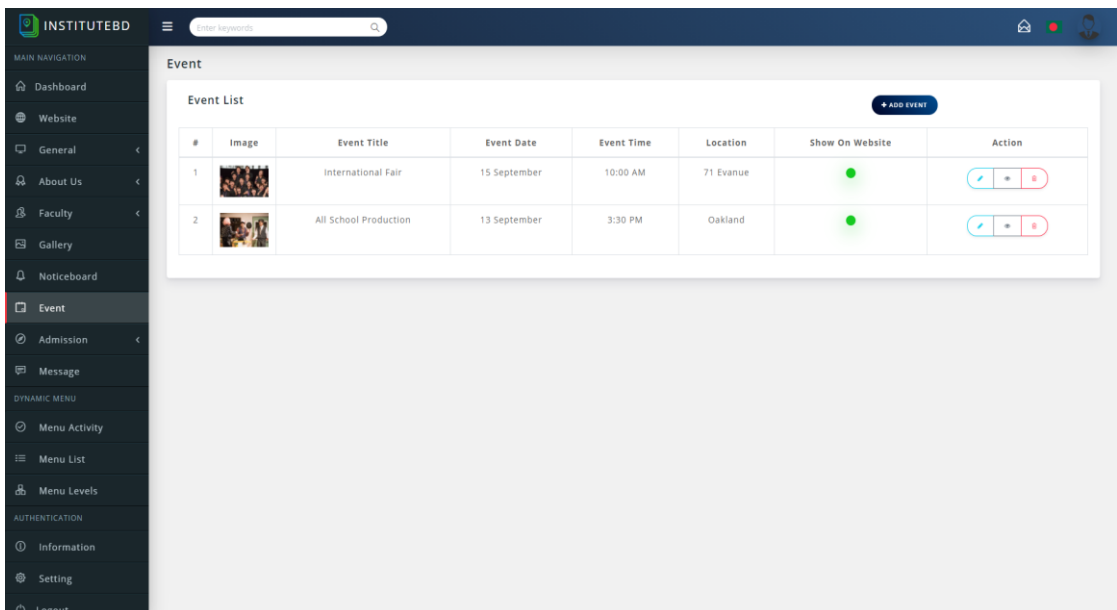 INSTITUTEBD
Enter keywords
MAIN NAVIGATION
Dashboard
Website
General
About Us
Faculty
Gallery
Noticeboard
Event
Admission
Message
DYNAMIC MENU
Menu Activity
Menu List
Menu Levels
AUTHENTICATION
Information
Setting
Logout
Event
Event List
+ ADD EVENT
# Image Event Title Event Date Event Time Location Show On Website Action
1 International Fair 15 September 10:00 AM 71 Evanue
2 All School Production 13 September 3:30 PM Oakland